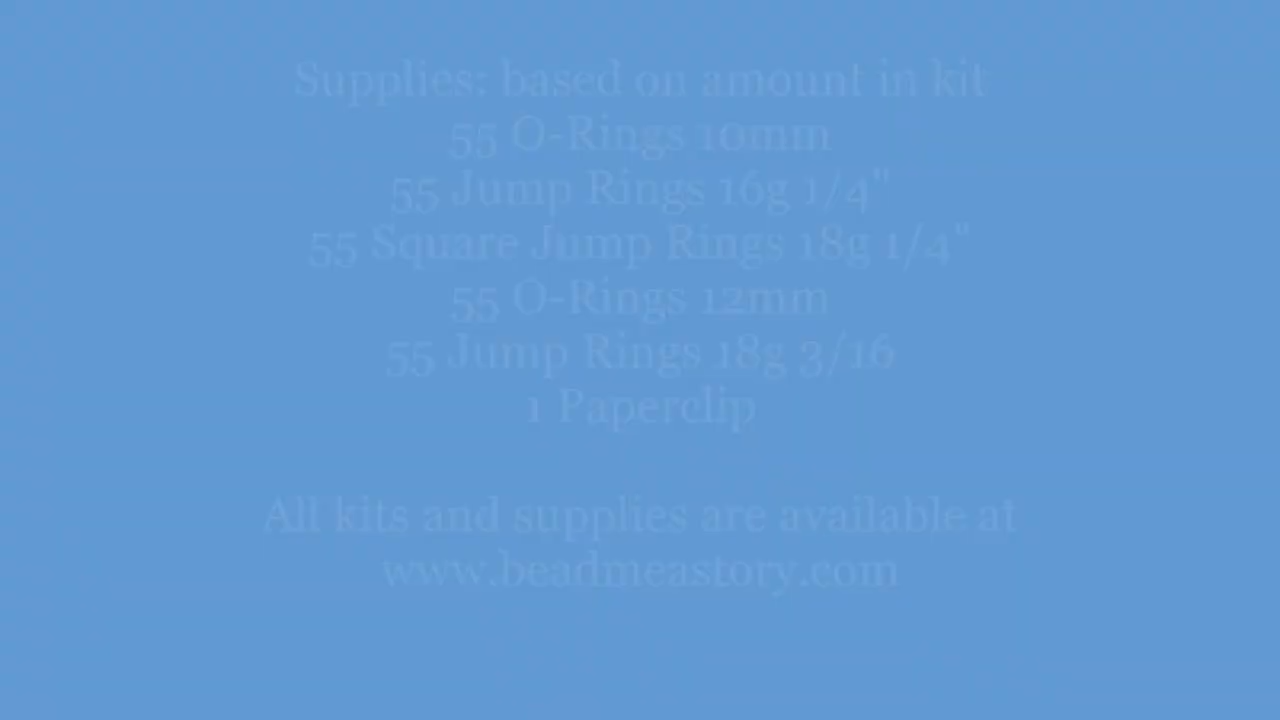 Supplies: based on amount in kit
55 O-Rings 10mm
55 Jump Rings 16g 1/4"
55 Square Jump Rings 18g 1/4"
55 O-Rings 12mm
55 Jump Rings 18g 3/16
1 Paperclip
All kits and supplies are available at
www.beadmeastory.com